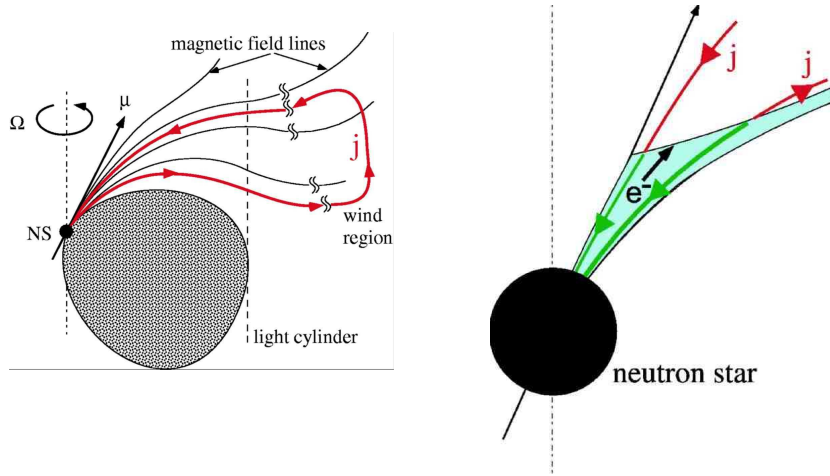 magnetic field lines
μ
Ω
j
NS
wind
region
light cylinder
j
j
e-
neutron star